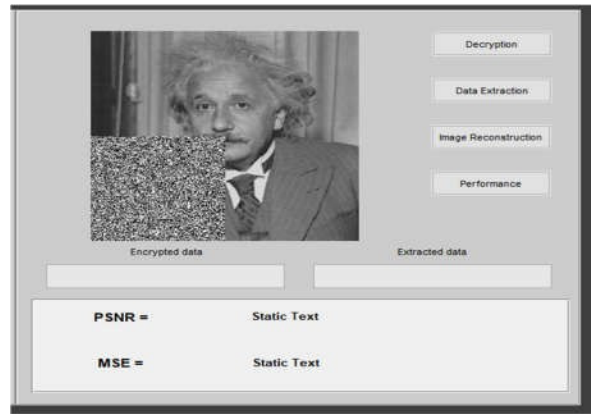 Decryption
Data Extraction
Image Reconstruction
Performance
Encrypted data
Extracted data
PSNR =
Static Text
MSE =
Static Text